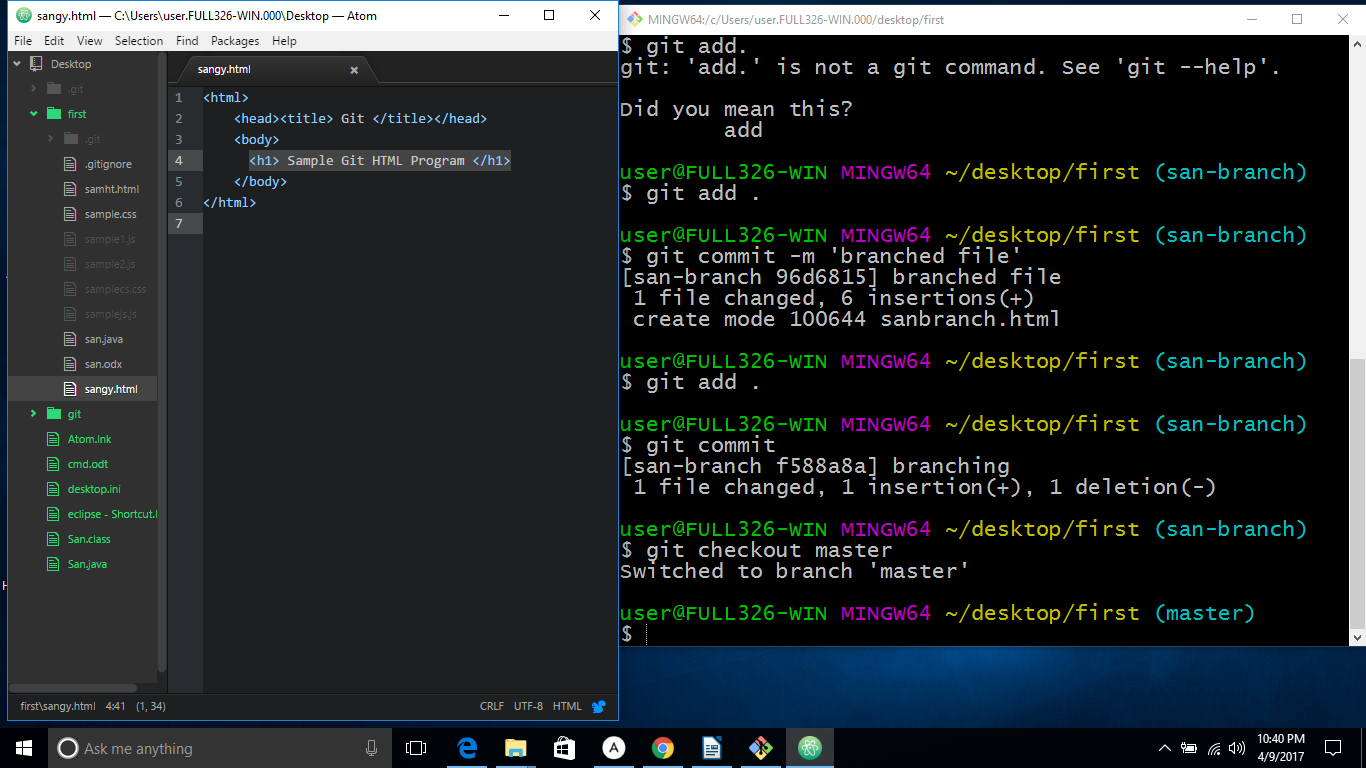 sangy.html — C:\Users\user.FULL326-WIN.000\Desktop — Atom
File Edit View Selection Find Packages Help
Desktop
.git
first
.git
.gitignore
samht.html
sample.css
sample1.js
sample2.js
samplecs.css
samplejs.js
san.java
san.odx
sangy.html
git
Atom.lnk
cmd.odt
desktop.ini
eclipse - Shortcut.l
San.class
San.java
sangy.html
1 <html>
2 <head><title> Git </title></head>
3 <body>
4 <h1> Sample Git HTML Program </h1>
5 </body>
6 </html>
7
first\sangy.html 4:41 (1, 34)
CRLF UTF-8 HTML
MINGW64:/c/Users/user.FULL326-WIN.000/desktop/first
$ git add.
git: 'add.' is not a git command. See 'git --help'.
Did you mean this?
add
user@FULL326-WIN MINGW64 ~/desktop/first (san-branch)
$ git add .
user@FULL326-WIN MINGW64 ~/desktop/first (san-branch)
$ git commit -m 'branched file'
[san-branch 96d6815] branched file
1 file changed, 6 insertions(+)
create mode 100644 sanbranch.html
user@FULL326-WIN MINGW64 ~/desktop/first (san-branch)
$ git add .
user@FULL326-WIN MINGW64 ~/desktop/first (san-branch)
$ git commit
[san-branch f588a8a] branching
1 file changed, 1 insertion(+), 1 deletion(-)
user@FULL326-WIN MINGW64 ~/desktop/first (san-branch)
$ git checkout master
Switched to branch 'master'
user@FULL326-WIN MINGW64 ~/desktop/first (master)
$
H
Ask me anything
A
10:40 PM
4/9/2017